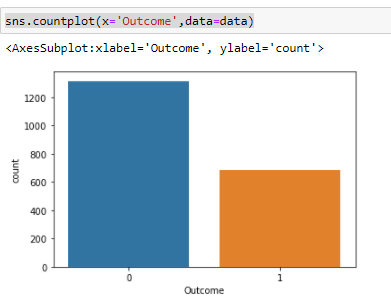 sns.countplot(x='Outcome',data=data)
<AxesSubplot:xlabel='Outcome', ylabel='count'>
1200
1000
800
600
400
200
0
count
0 1
Outcome